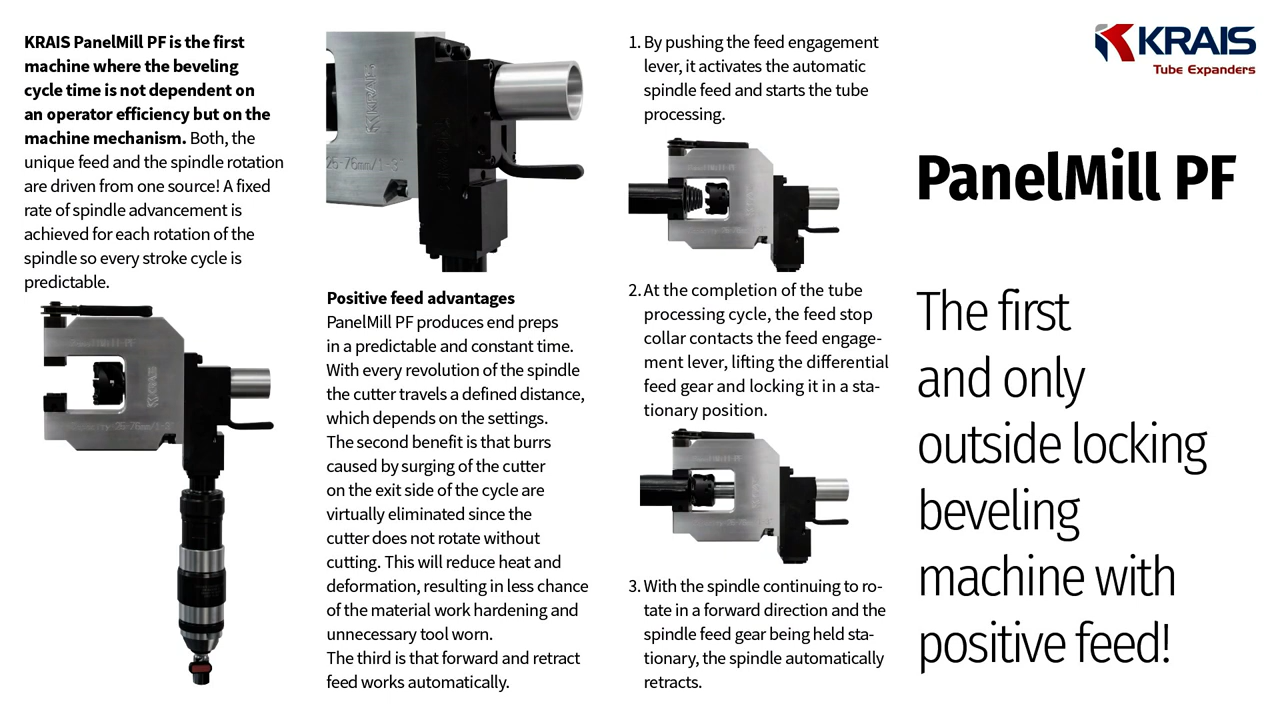 KRAIS PanelMill PF is the first
machine where the beveling
cycle time is not dependent on
an operator efficiency but on the
machine mechanism. Both, the
unique feed and the spindle rotation
are driven from one source! A fixed
rate of spindle advancement is
achieved for each rotation of the
spindle so every stroke cycle is
predictable.
KRAIS
KRAIS
26-76mm/1-3"
Positive feed advantages
PanelMill PF produces end preps
in a predictable and constant time.
With every revolution of the spindle
the cutter travels a defined distance,
which depends on the settings.
The second benefit is that burrs
caused by surging of the cutter
on the exit side of the cycle are
virtually eliminated since the
cutter does not rotate without
cutting. This will reduce heat and
deformation, resulting in less chance
of the material work hardening and
unnecessary tool worn.
The third is that forward and retract
feed works automatically.
1. By pushing the feed engagement
lever, it activates the automatic
spindle feed and starts the tube
processing.
2. At the completion of the tube
processing cycle, the feed stop
collar contacts the feed engage-
ment lever, lifting the differential
feed gear and locking it in a sta-
tionary position.
3. With the spindle continuing to ro-
tate in a forward direction and the
spindle feed gear being held sta-
tionary, the spindle automatically
retracts.
KRAIS
Tube Expanders
PanelMill PF
The first
and only
outside locking
beveling
machine with
positive feed!